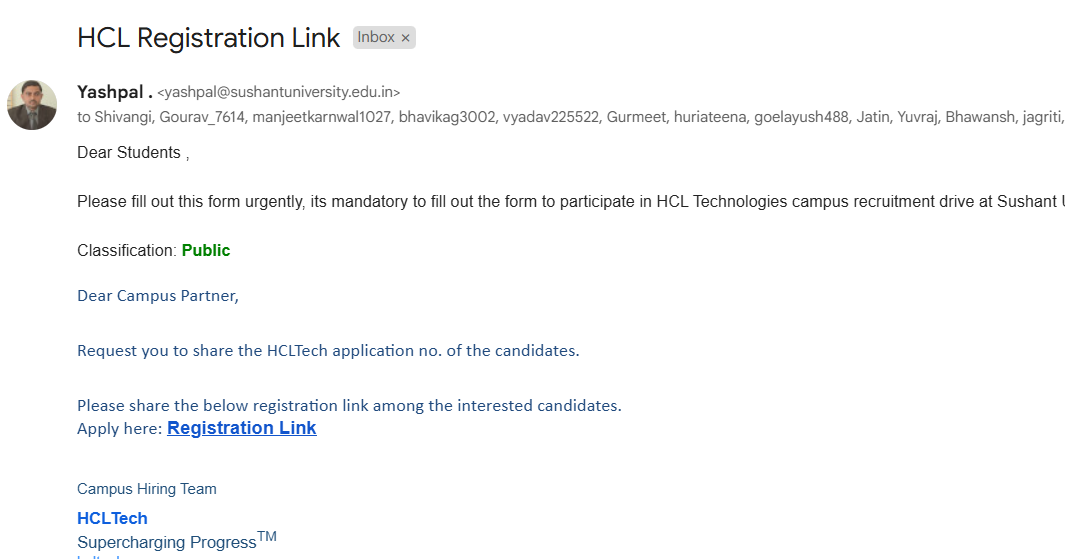 HCL Registration Link Inbox ×
Yashpal . <yashpal@sushantuniversity.edu.in>
to Shivangi, Gourav_7614, manjeetkarnwal1027, bhavikag3002, vyadav225522, Gurmeet, huriateena, goelayush488, Jatin, Yuvraj, Bhawansh, jagriti,
Dear Students ,
Please fill out this form urgently, its mandatory to fill out the form to participate in HCL Technologies campus recruitment drive at Sushant
Classification: Public
Dear Campus Partner,
Request you to share the HCLTech application no. of the candidates.
Please share the below registration link among the interested candidates.
Apply here: Registration Link
Campus Hiring Team
HCLTech
Supercharging Progress™